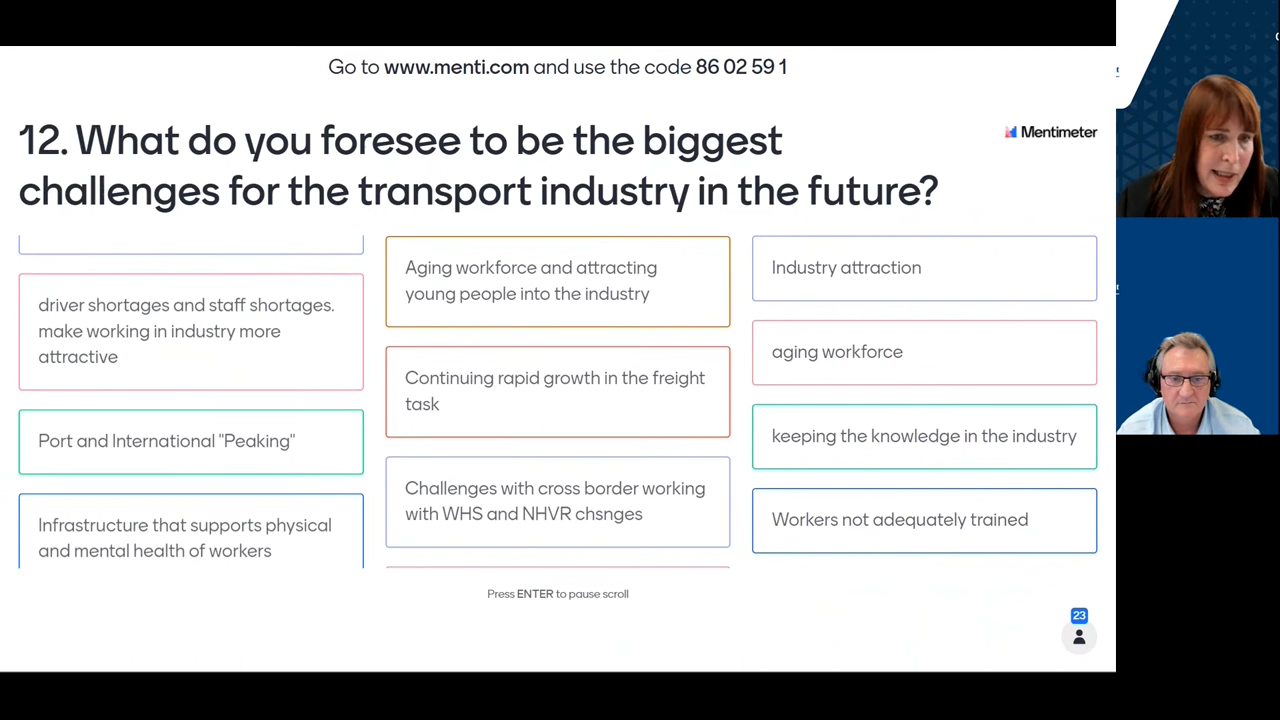 Go to www.menti.com and use the code 86 02 59 1
12. What do you foresee to be the biggest
challenges for the transport industry in the future?
Mentimeter
driver shortages and staff shortages.
make working in industry more
attractive
Port and International "Peaking"
Infrastructure that supports physical
and mental health of workers
Aging workforce and attracting
young people into the industry
Continuing rapid growth in the freight
task
Challenges with cross border working
with WHS and NHVR chsnges
Industry attraction
aging workforce
keeping the knowledge in the industry
Workers not adequately trained
Press ENTER to pause scroll
23